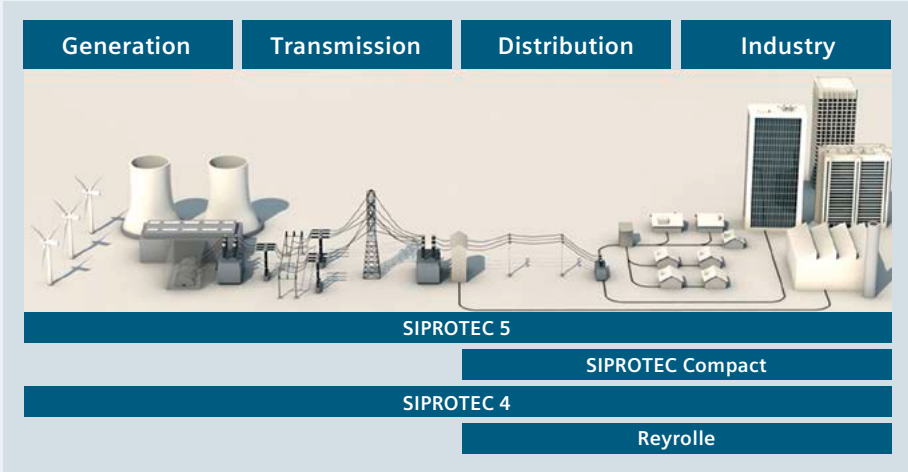 Generation
Transmission
Distribution
Industry
SIPROTEC 5
SIPROTEC Compact
SIPROTEC 4
Reyrolle